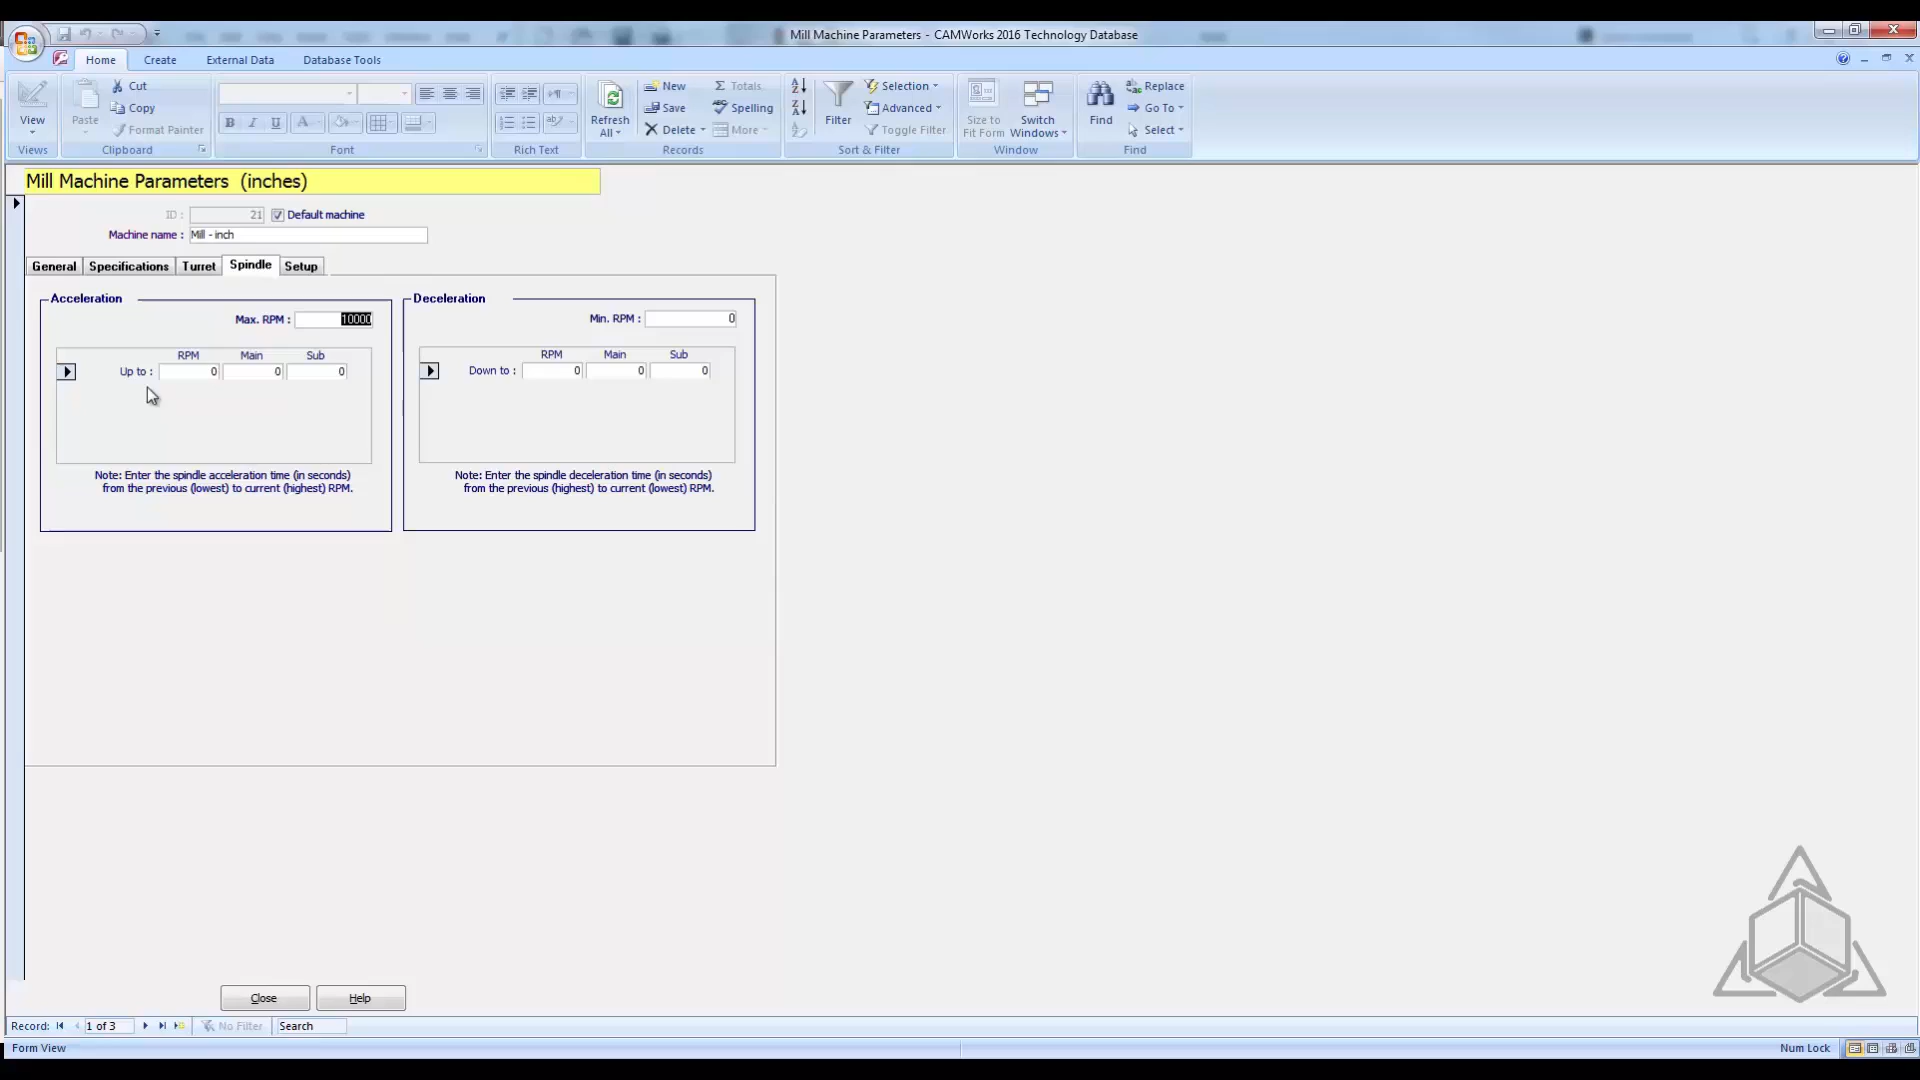 Mill Machine Parameters - CAMWorks 2016 Technology Database
Home Create External Data Database Tools
View
Views
Paste
Cut
Copy
Format Painter
Clipboard
B I U A
Font
Rich Text
Refresh
All
New
Save
Delete
Σ Totals
Spelling
More
Records
Filter
Selection
Advanced
Toggle Filter
Sort & Filter
Size to
Fit Form
Switch
Windows
Window
Find
Replace
Go To
Select
Find
Mill Machine Parameters (inches)
ID : 21 Default machine
Machine name : Mill - inch
General Specifications Turret Spindle Setup
Acceleration
Max. RPM : 10000
RPM Main Sub
Up to : 0 0 0
Note: Enter the spindle acceleration time (in seconds)
from the previous (lowest) to current (highest) RPM.
Deceleration
Min. RPM : 0
RPM Main Sub
Down to : 0 0 0
Note: Enter the spindle deceleration time (in seconds)
from the previous (highest) to current (lowest) RPM.
Close Help
Record: 1 of 3 No Filter Search
Form View Num Lock